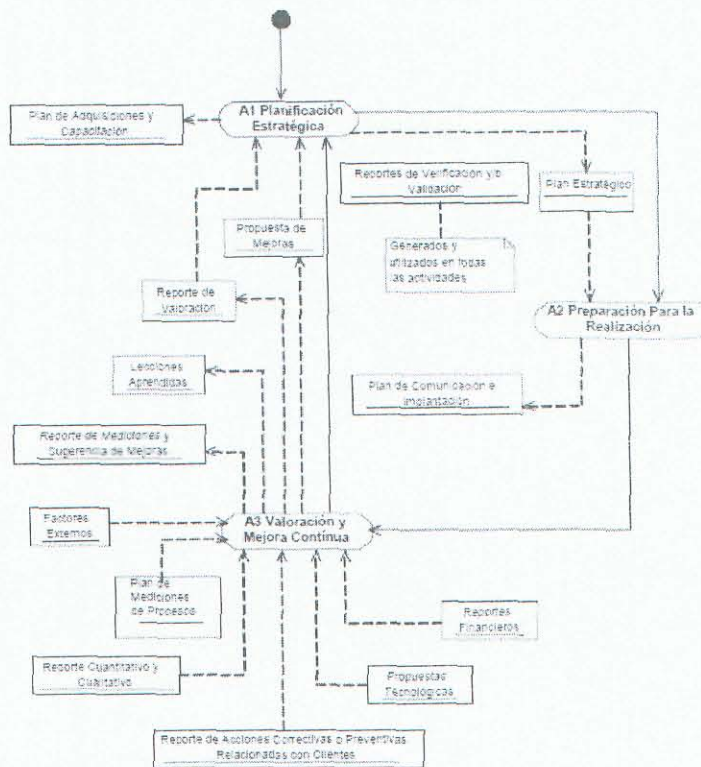 A1 Planificación
Estratégica
Plan de Adquisiciones y
Capacitación
Reportes de Verificación y/o
Validación
Plan Estratégico
Propuesta de
Mejoras
Generados y
utilizados en todas
las actividades
Reporte de
Valoración
A2 Preparación Para la
Realización
Lecciones
Aprendidas
Plan de Comunicación e
Implantación
Reporte de Mediciones y
Sugerencia de Mejoras
Factores
Externos
A3 Valoración y
Mejora Continua
Plan de
Mediciones
de Procesos
Reportes
Financieros
Reporte Cuantitativo y
Cualitativo
Propuestas
Tecnológicas
Reporte de Acciones Correctivas o Preventivas
Relacionadas con Clientes